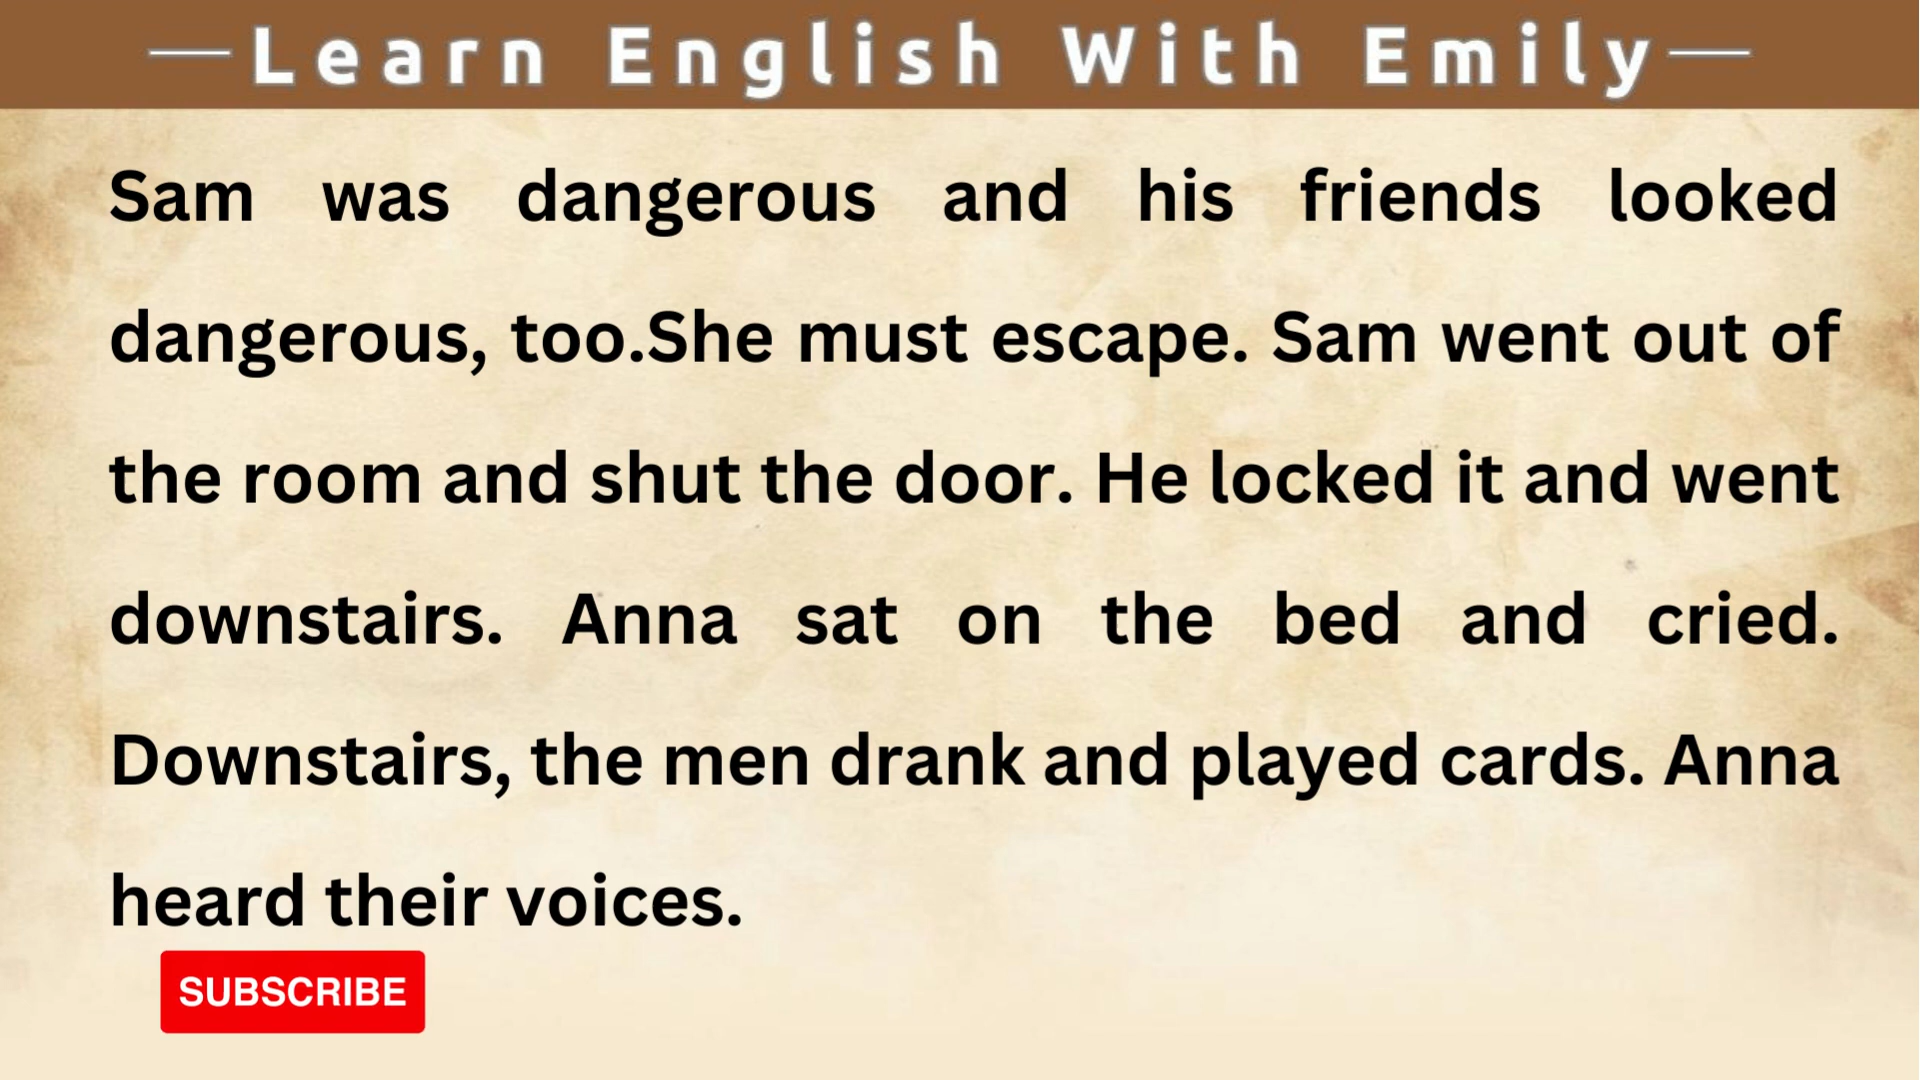 Learn English With Emily
Sam was dangerous and his friends looked
dangerous, too.She must escape. Sam went out of
the room and shut the door. He locked it and went
downstairs. Anna sat on the bed and cried.
Downstairs, the men drank and played cards. Anna
heard their voices.
SUBSCRIBE